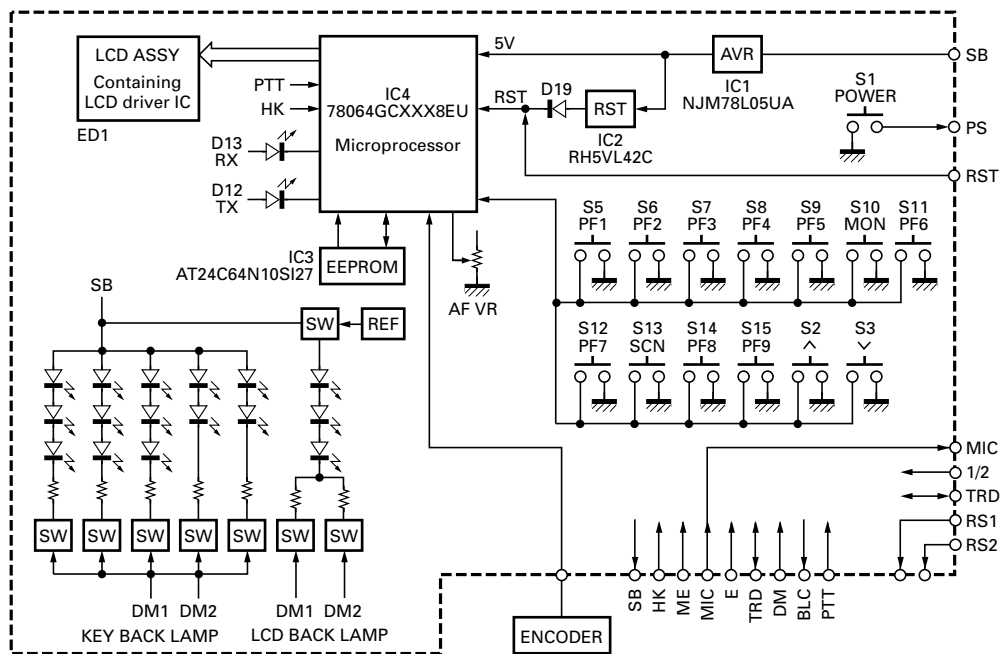 LCD ASSY
Containing
LCD driver IC
ED1
PTT
HK
D13
RX
D12
TX
IC4
78064GCXXX8EU
Microprocessor
5V
RST
D19
RST
IC2
RH5VL42C
AVR
IC1
NJM78L05UA
S1
POWER
SB
PS
RST
IC3
AT24C64N10SI27
EEPROM
AF VR
S5
PF1
S6
PF2
S7
PF3
S8
PF4
S9
PF5
S10
MON
S11
PF6
S12
PF7
S13
SCN
S14
PF8
S15
PF9
S2
S3
SB
SW
REF
SW
SW
SW
SW
SW
SW
SW
DM1
DM2
DM1
DM2
KEY BACK LAMP
LCD BACK LAMP
ENCODER
SB
HK
ME
MIC
E
TRD
DM
BLC
PTT
MIC
1/2
TRD
RS1
RS2